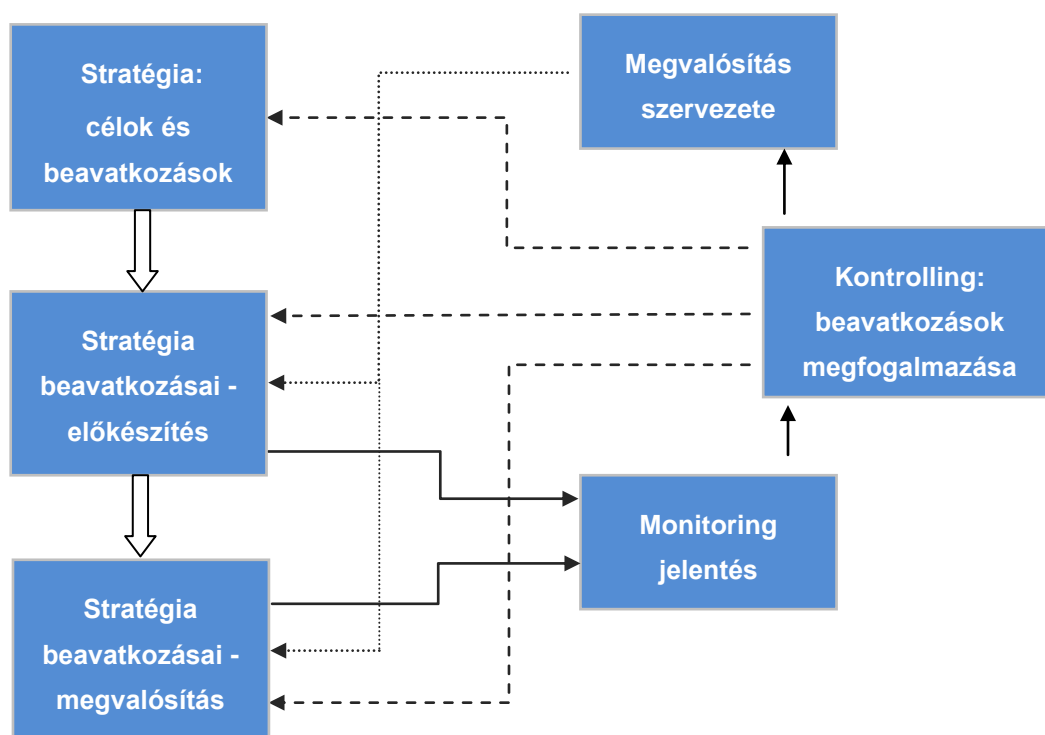 Stratégia:
célok és
beavatkozások
Megvalósítás
szervezete
Kontrolling:
beavatkozások
megfogalmazása
Stratégia
beavatkozásai -
előkészítés
Monitoring
jelentés
Stratégia
beavatkozásai -
megvalósítás